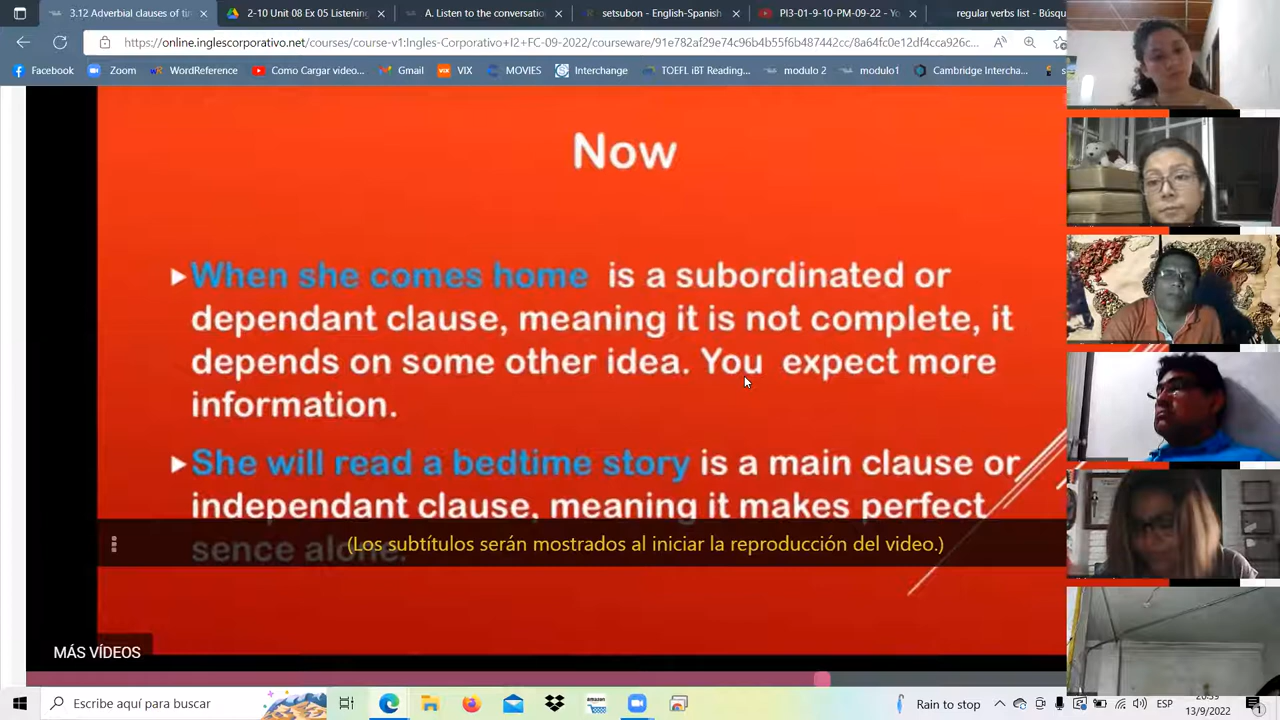 3.12 Adverbial clauses of tim
2-10 Unit 08 Ex 05 Listening
A. Listen to the conversation
setsubon - English-Spanish
PI3-01-9-10-PM-09-22 - Yo
regular verbs list - Búsqu
https://online.inglescorporativo.net/courses/course-v1:Ingles-Corporativo+I2+FC-09-2022/courseware/91e782af29e74c96b4b55f6b487442cc/8a64fc0e12df4cca926c...
Facebook
Zoom
WordReference
Como Cargar video...
Gmail
VIX
MOVIES
Interchange
TOEFL iBT Reading...
modulo 2
modulo1
Cambridge Intercha...
Now
When she comes home is a subordinated or
dependant clause, meaning it is not complete, it
depends on some other idea. You expect more
information.
She will read a bedtime story is a main clause or
independant clause, meaning it makes perfect
sence alone.
(Los subtítulos serán mostrados al iniciar la reproducción del video.)
MÁS VÍDEOS
Escribe aquí para buscar
Rain to stop
ESP
13/9/2022